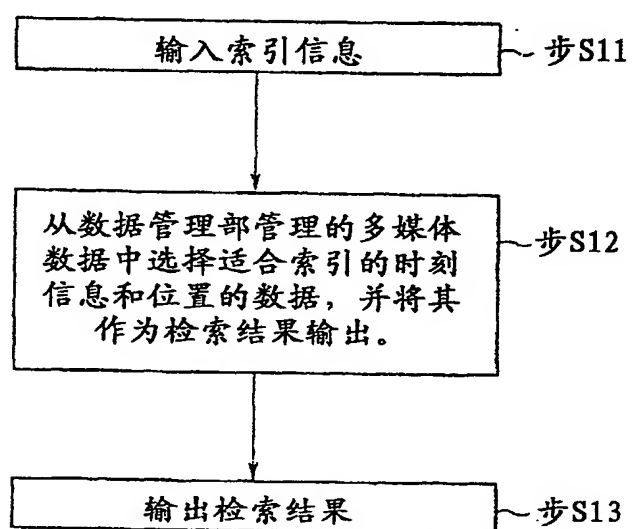 输入索引信息
步S11
从数据管理部管理的多媒体
数据中选择适合索引的时刻
信息和位置的数据，并将其
作为检索结果输出。
步S12
输出检索结果
步S13